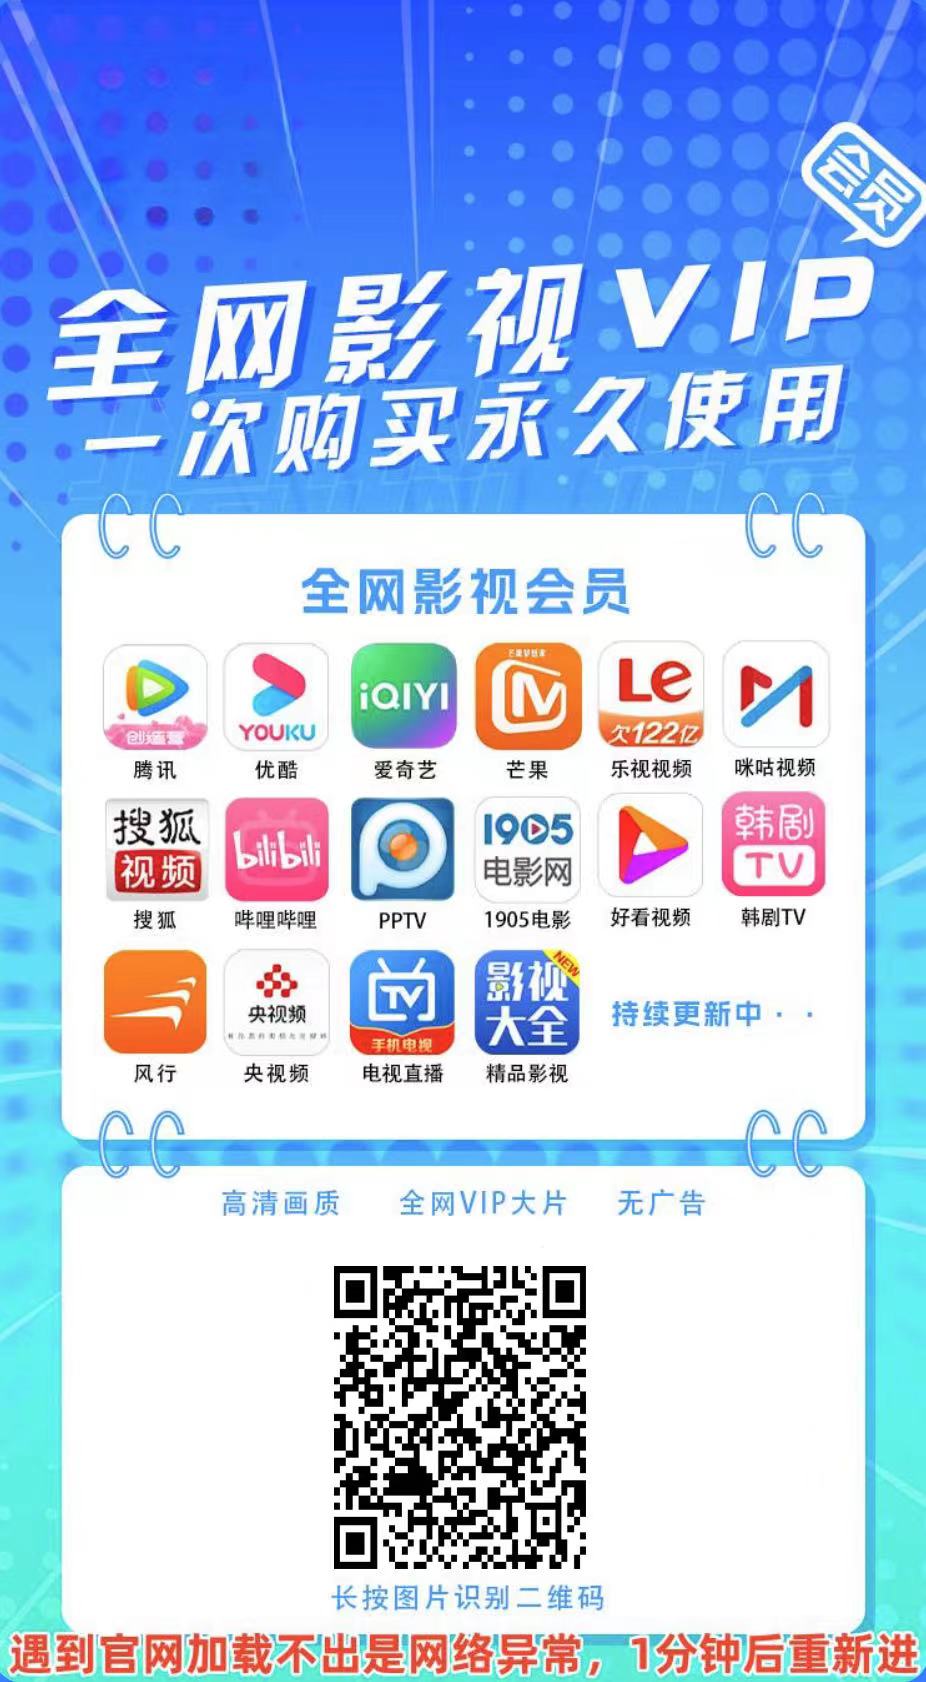 会员
全网影视VIP
一次购买永久使用
全网影视会员
创造营
YOUKU
iQIYI
Le
欠122亿
腾讯
优酷
爱奇艺
芒果
乐视视频
咪咕视频
搜狐
视频
bilibili
1905
电影网
韩剧
TV
搜狐
哔哩哔哩
PPTV
1905电影
好看视频
韩剧TV
央视频
TV
手机电视
影视
大全
NEW
持续更新中··
风行
央视频
电视直播
精品影视
高清画质 全网VIP大片 无广告
长按图片识别二维码
遇到官网加载不出是网络异常，1分钟后重新进